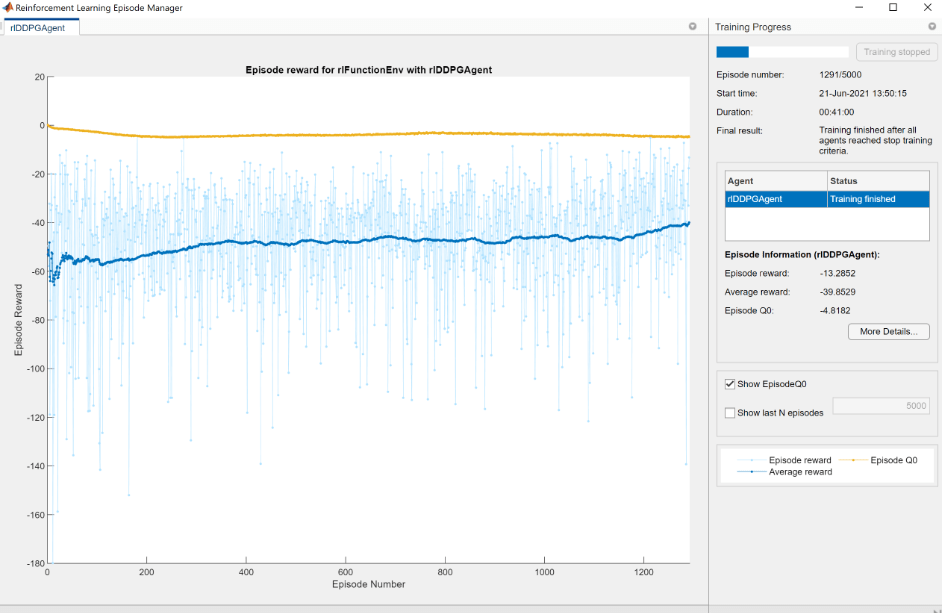 Reinforcement Learning Episode Manager
rlDDPGAgent
Episode reward for rlFunctionEnv with rlDDPGAgent
20
0
-20
-40
-60
-80
-100
-120
-140
-160
-180
Episode Reward
0 200 400 600 800 1000 1200
Episode Number
Training Progress
Training stopped
Episode number: 1291/5000
Start time: 21-Jun-2021 13:50:15
Duration: 00:41:00
Final result: Training finished after all
agents reached stop training
criteria.
Agent Status
rlDDPGAgent Training finished
Episode Information (rlDDPGAgent):
Episode reward: -13.2852
Average reward: -39.8529
Episode Q0: -4.8182
More Details...
Show EpisodeQ0
Show last N episodes 5000
Episode reward Episode Q0
Average reward